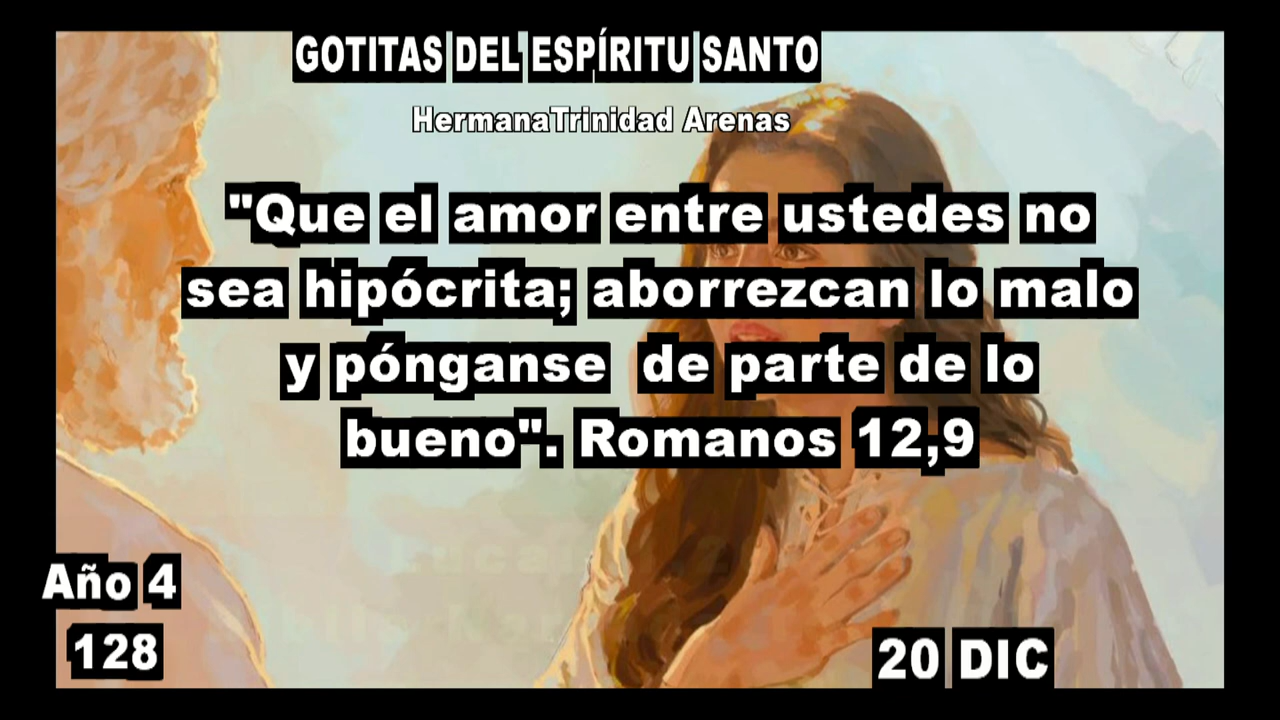 GOTITAS DEL ESPÍRITU SANTO
HermanaTrinidad Arenas
"Que el amor entre ustedes no
sea hipócrita; aborrezcan lo malo
y pónganse de parte de lo
bueno". Romanos 12,9
Año 4
128
20 DIC